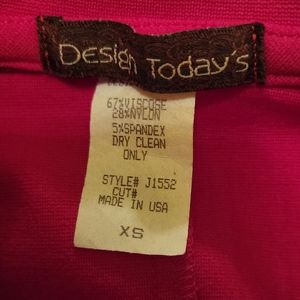 Design Today's
67%VISCOSE
28%NYLON
5%SPANDEX
DRY CLEAN
ONLY
STYLE# J1552
CUT#
MADE IN USA
XS